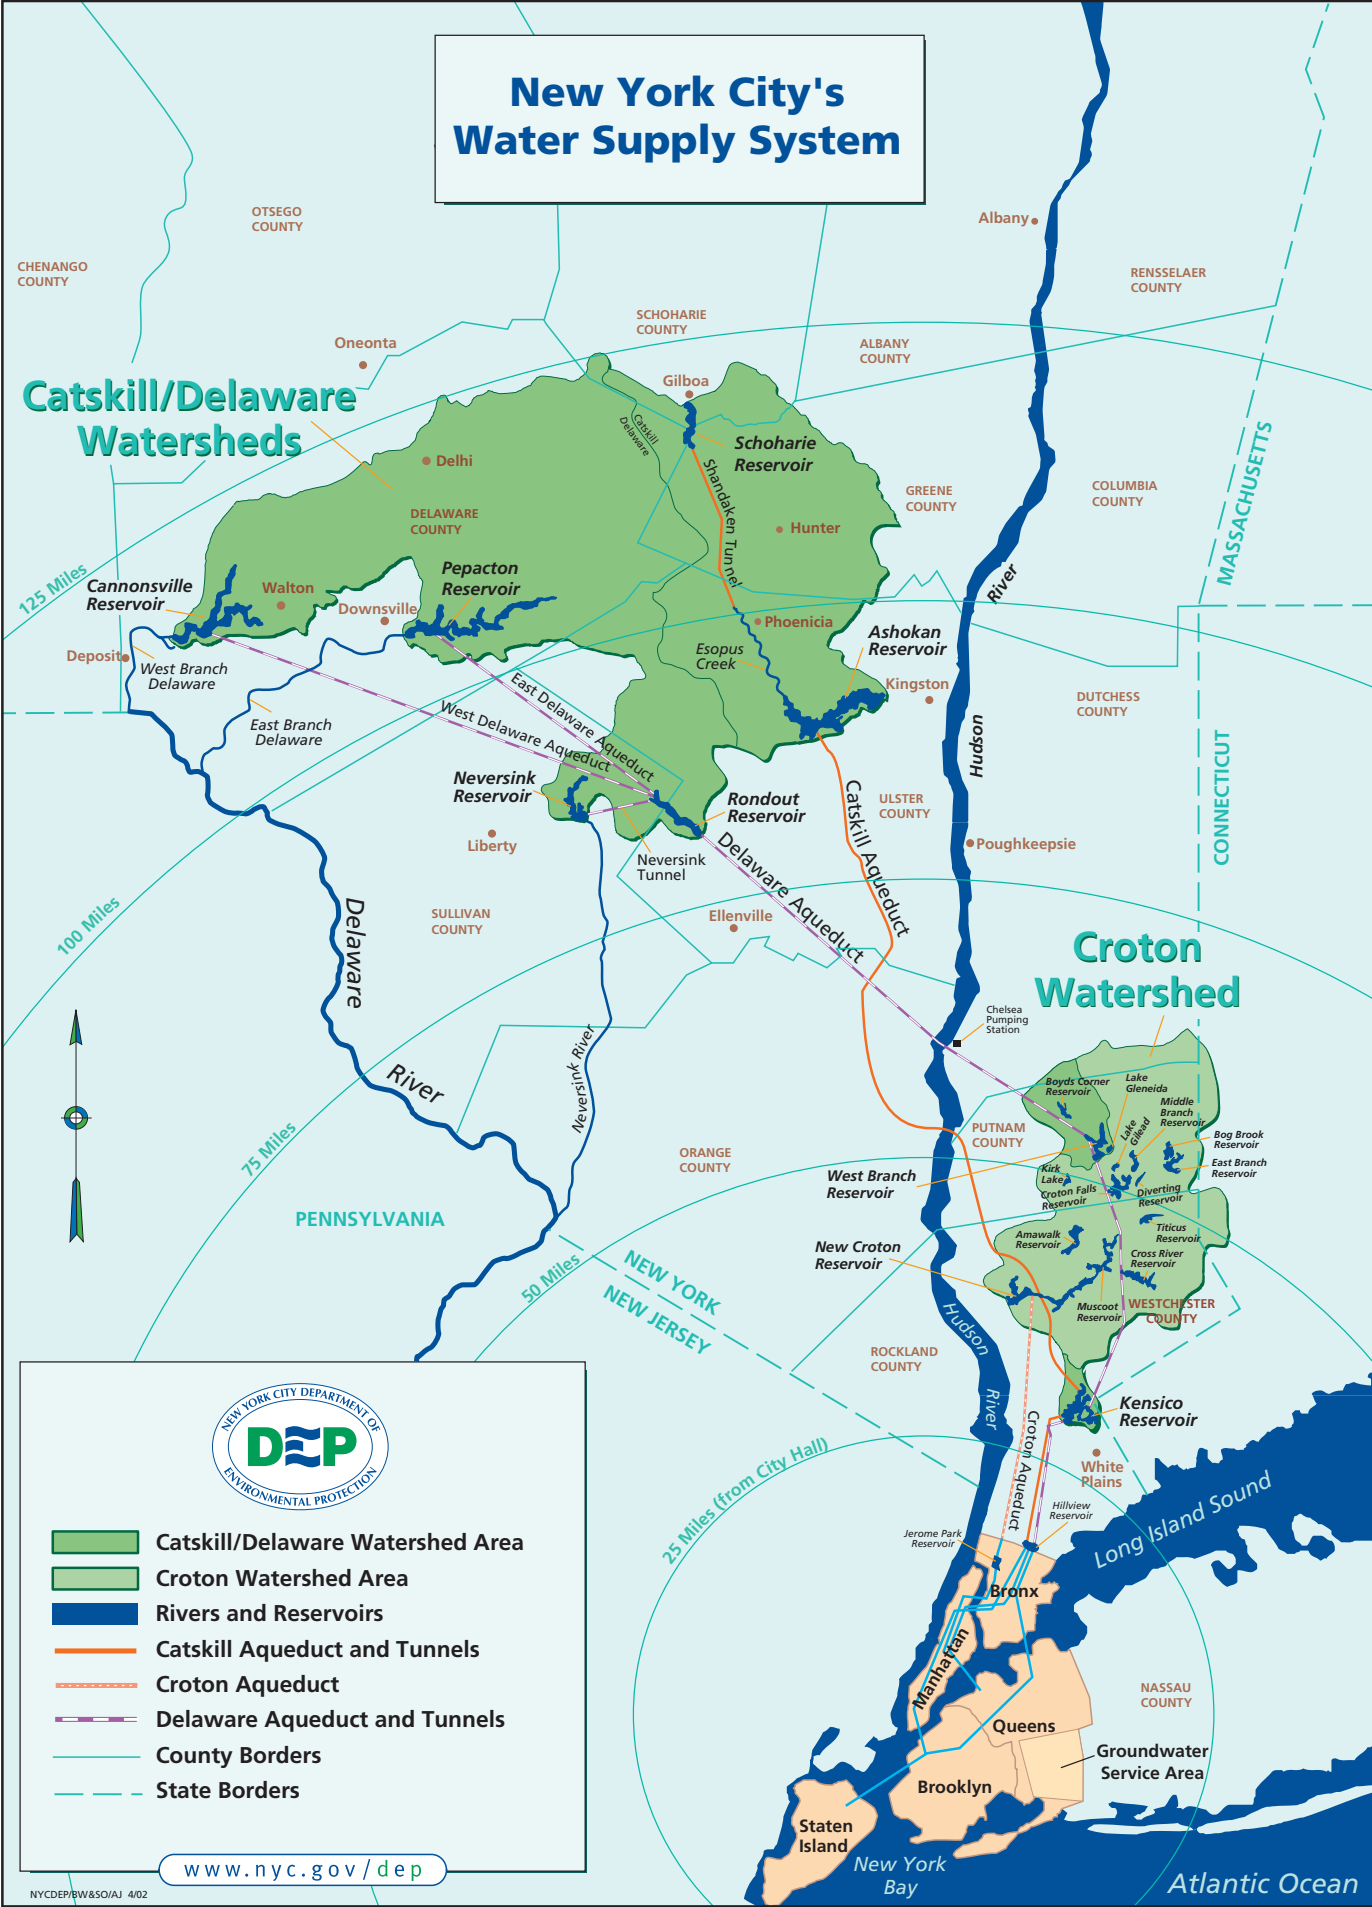 New York City's
Water Supply System
Albany
OTSEGO
COUNTY
CHENANGO
COUNTY
RENSSELAER
COUNTY
SCHOHARIE
COUNTY
ALBANY
COUNTY
Oneonta
Gilboa
Catskill/Delaware
Watersheds
Catskill
Delaware
Schoharie
Reservoir
Delhi
Shandaken Tunnel
MASSACHUSETTS
GREENE
COUNTY
COLUMBIA
COUNTY
DELAWARE
COUNTY
Hunter
125 Miles
Cannonsville
Reservoir
Walton
Pepacton
Reservoir
Downsville
River
Phoenicia
Ashokan
Reservoir
Esopus
Creek
Deposit
West Branch
Delaware
Kingston
East Delaware Aqueduct
West Delaware Aqueduct
DUTCHESS
COUNTY
East Branch
Delaware
Hudson
CONNECTICUT
Neversink
Reservoir
Rondout
Reservoir
Catskill Aqueduct
ULSTER
COUNTY
Liberty
Neversink
Tunnel
Delaware Aqueduct
Poughkeepsie
100 Miles
Delaware
SULLIVAN
COUNTY
Ellenville
Croton
Watershed
Chelsea
Pumping
Station
River
Neversink River
Boyds Corner
Reservoir
Lake
Gleneida
Middle
Branch
Reservoir
Lake
Gilead
Bog Brook
Reservoir
East Branch
Reservoir
75 Miles
ORANGE
COUNTY
PUTNAM
COUNTY
West Branch
Reservoir
Kirk
Lake
Croton Falls
Reservoir
Diverting
Reservoir
PENNSYLVANIA
Titicus
Reservoir
Amawalk
Reservoir
Cross River
Reservoir
New Croton
Reservoir
50 Miles
NEW YORK
NEW JERSEY
Muscoot
Reservoir
WESTCHESTER
COUNTY
Hudson
River
ROCKLAND
COUNTY
Kensico
Reservoir
Croton Aqueduct
White
Plains
25 Miles (from City Hall)
Long Island Sound
Hillview
Reservoir
Jerome Park
Reservoir
Bronx
Manhattan
NASSAU
COUNTY
Queens
Groundwater
Service Area
Brooklyn
Staten
Island
New York
Bay
Atlantic Ocean
NEW YORK CITY DEPARTMENT OF
DEP
ENVIRONMENTAL PROTECTION
Catskill/Delaware Watershed Area
Croton Watershed Area
Rivers and Reservoirs
Catskill Aqueduct and Tunnels
Croton Aqueduct
Delaware Aqueduct and Tunnels
County Borders
State Borders
www.nyc.gov/dep
NYCDEP/BW&SO/AJ 4/02